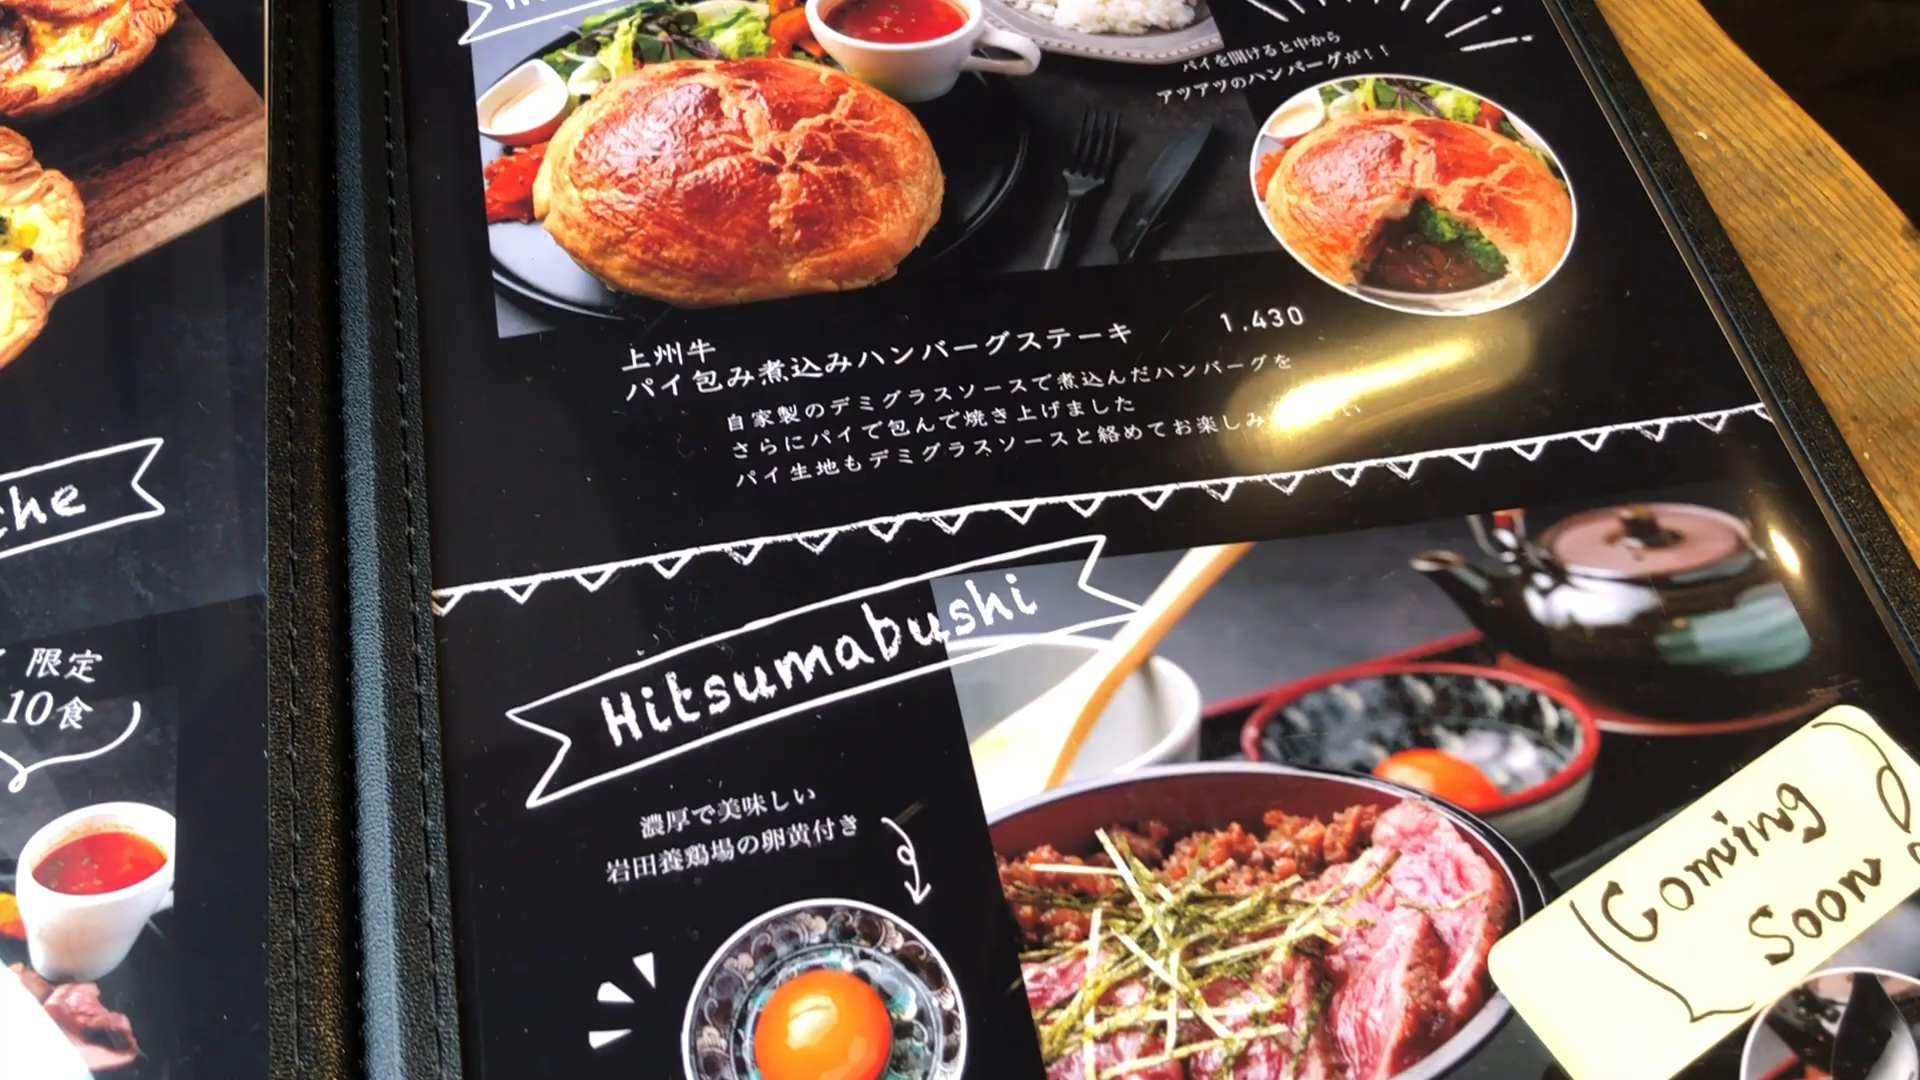 パイを開けると中から
アツアツのハンバーグが！！
上州牛
パイ包み煮込みハンバーグステーキ 1.430
自家製のデミグラスソースで煮込んだハンバーグを
さらにパイで包んで焼き上げました
パイ生地もデミグラスソースと絡めてお楽しみ
限定
10食
Hitsumabushi
濃厚で美味しい
岩田養鶏場の卵黄付き
Coming
Soon